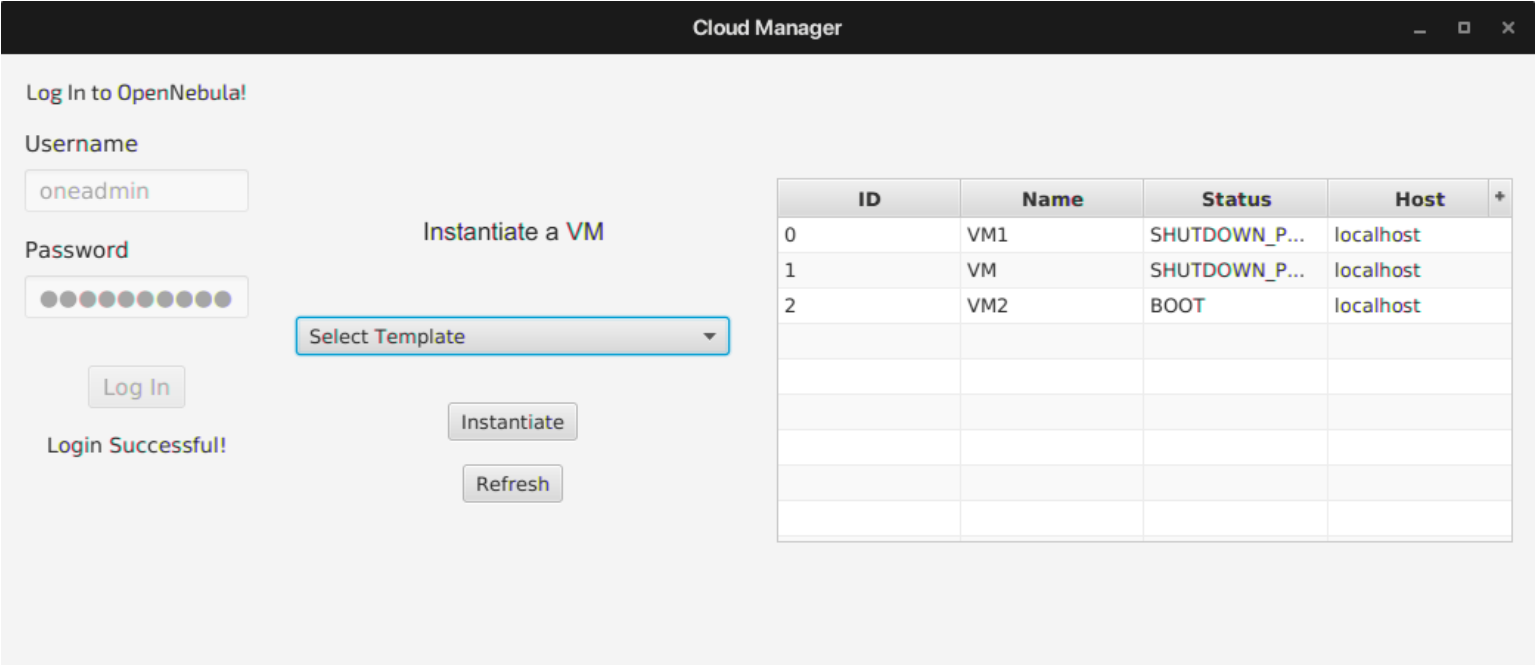 Cloud Manager
Log In to OpenNebula!
Username
oneadmin
Password
Log In
Login Successful!
Instantiate a VM
Select Template
Instantiate
Refresh
ID Name Status Host +
0 VM1 SHUTDOWN_P... localhost
1 VM SHUTDOWN_P... localhost
2 VM2 BOOT localhost